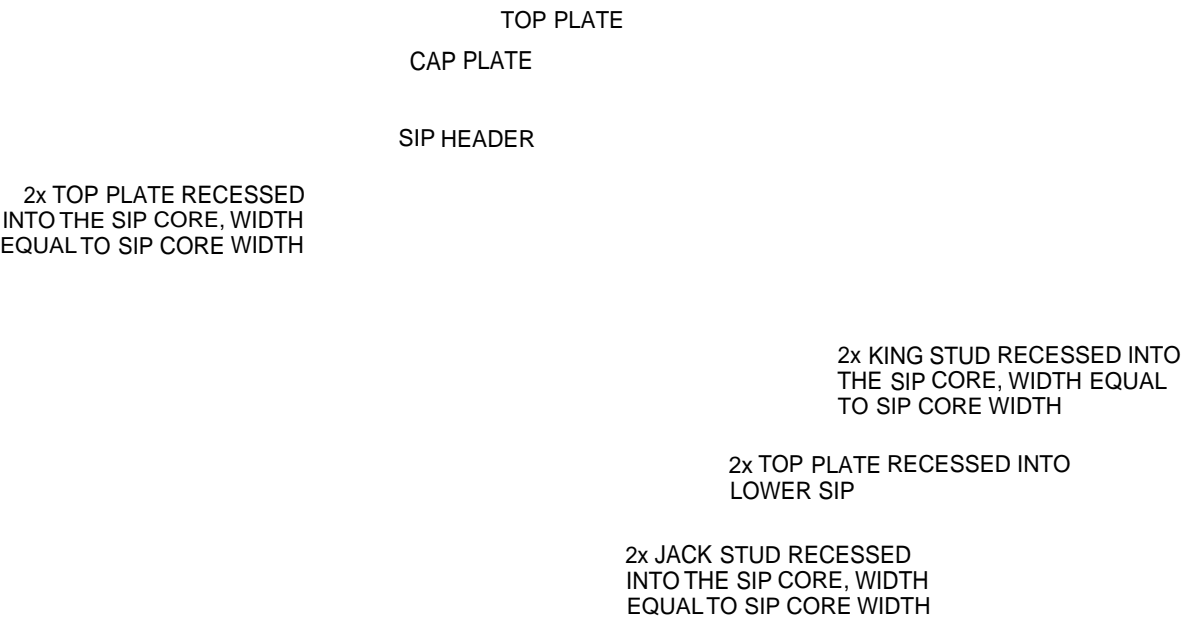 TOP PLATE
CAP PLATE
SIP HEADER
2x TOP PLATE RECESSED
INTO THE SIP CORE, WIDTH
EQUAL TO SIP CORE WIDTH
2x KING STUD RECESSED INTO
THE SIP CORE, WIDTH EQUAL
TO SIP CORE WIDTH
2x TOP PLATE RECESSED INTO
LOWER SIP
2x JACK STUD RECESSED
INTO THE SIP CORE, WIDTH
EQUAL TO SIP CORE WIDTH